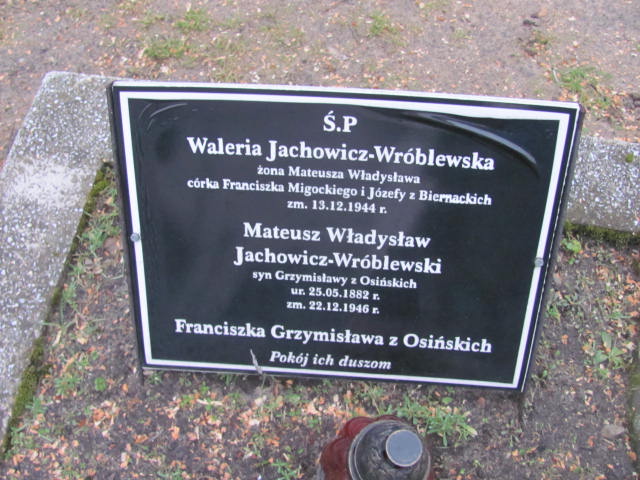 Ś.P
Waleria Jachowicz-Wróblewska
żona Mateusza Władysława
córka Franciszka Migockiego i Józefy z Biernackich
zm. 13.12.1944 r.
Mateusz Władysław
Jachowicz-Wróblewski
syn Grzymisławy z Osińskich
ur. 25.05.1882 r.
zm. 22.12.1946 r.
Franciszka Grzymisława z Osińskich
Pokój ich duszom